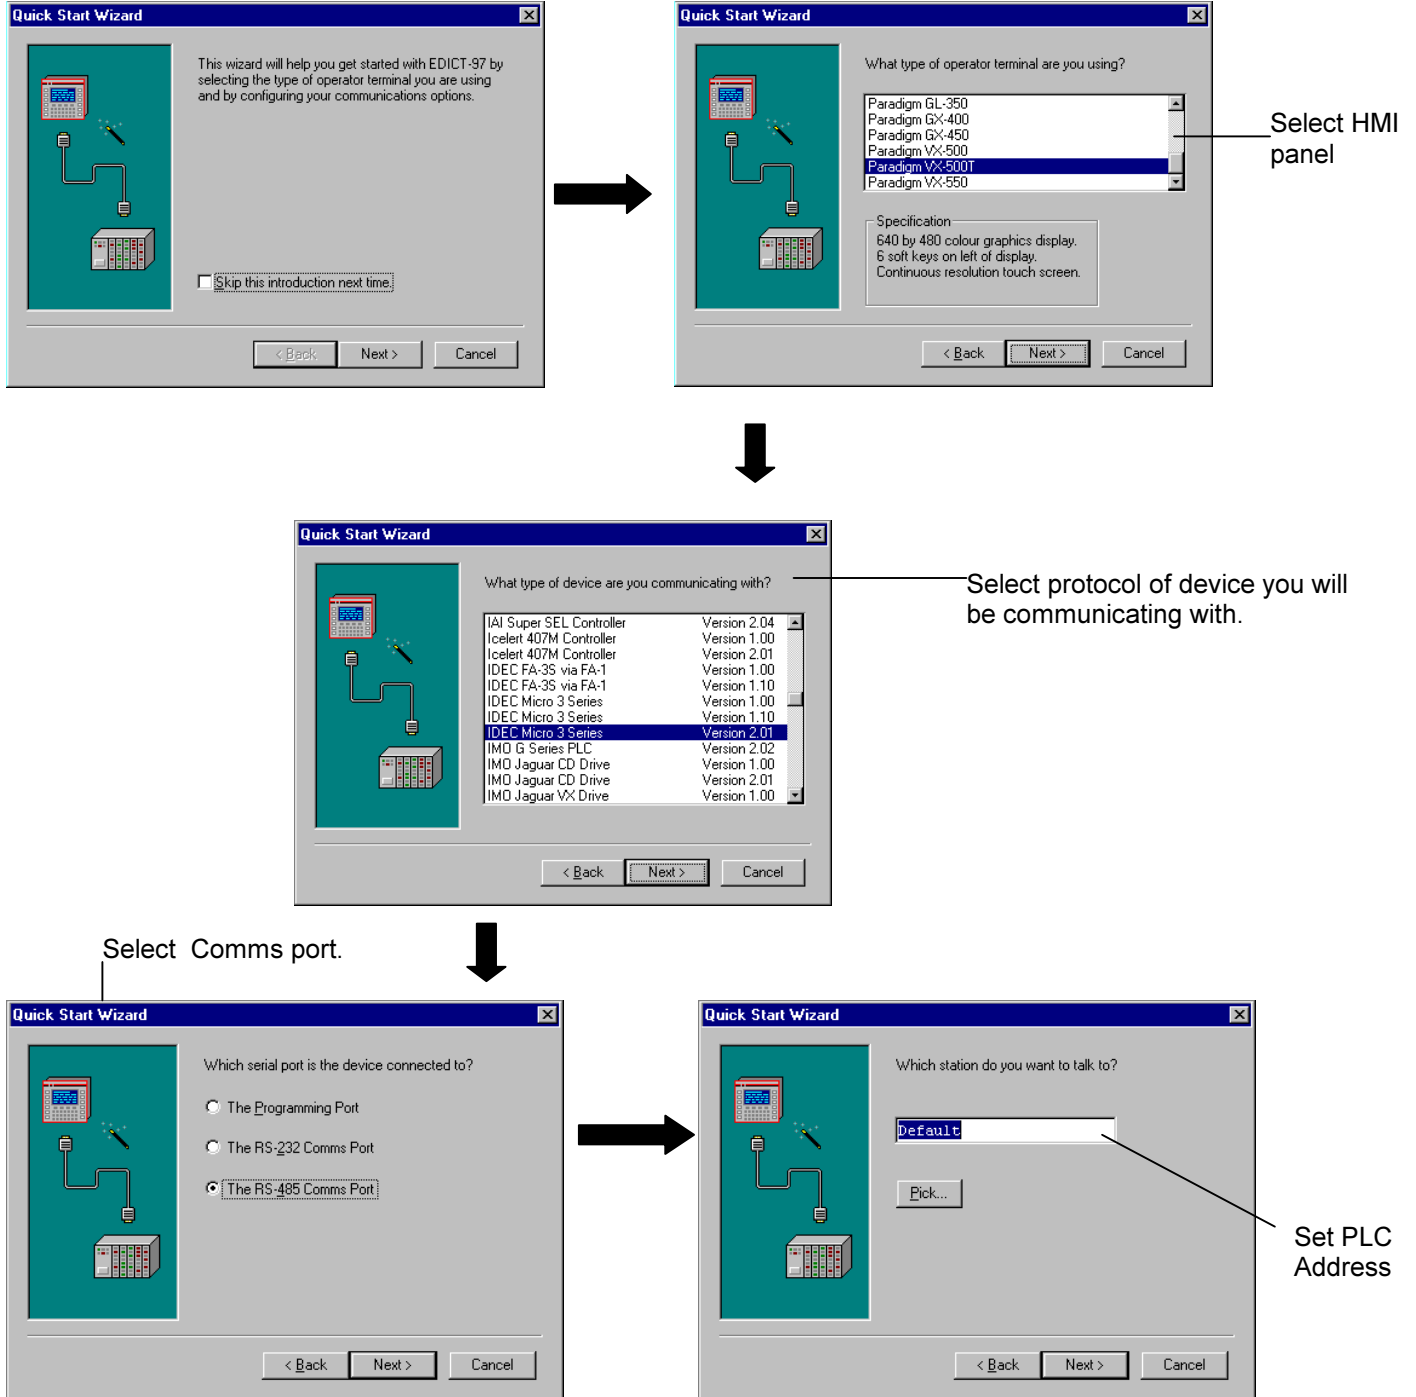 Quick Start Wizard
This wizard will help you get started with EDICT-97 by
selecting the type of operator terminal you are using
and by configuring your communications options.
Skip this introduction next time.
< Back
Next >
Cancel
Quick Start Wizard
What type of operator terminal are you using?
Paradigm GL-350
Paradigm GX-400
Paradigm GX-450
Paradigm VX-500
Paradigm VX-500T
Paradigm VX-550
Specification
640 by 480 colour graphics display.
6 soft keys on left of display.
Continuous resolution touch screen.
< Back
Next >
Cancel
Select HMI
panel
Quick Start Wizard
What type of device are you communicating with?
IAI Super SEL Controller Version 2.04
Icelert 407M Controller Version 1.00
Icelert 407M Controller Version 2.01
IDEC FA-3S via FA-1 Version 1.00
IDEC FA-3S via FA-1 Version 1.10
IDEC Micro 3 Series Version 1.00
IDEC Micro 3 Series Version 1.10
IDEC Micro 3 Series Version 2.01
IMO G Series PLC Version 2.02
IMO Jaguar CD Drive Version 1.00
IMO Jaguar CD Drive Version 2.01
IMO Jaguar VX Drive Version 1.00
< Back
Next >
Cancel
Select protocol of device you will
be communicating with.
Select Comms port.
Quick Start Wizard
Which serial port is the device connected to?
The Programming Port
The RS-232 Comms Port
The RS-485 Comms Port
< Back
Next >
Cancel
Quick Start Wizard
Which station do you want to talk to?
Default
Pick...
< Back
Next >
Cancel
Set PLC
Address